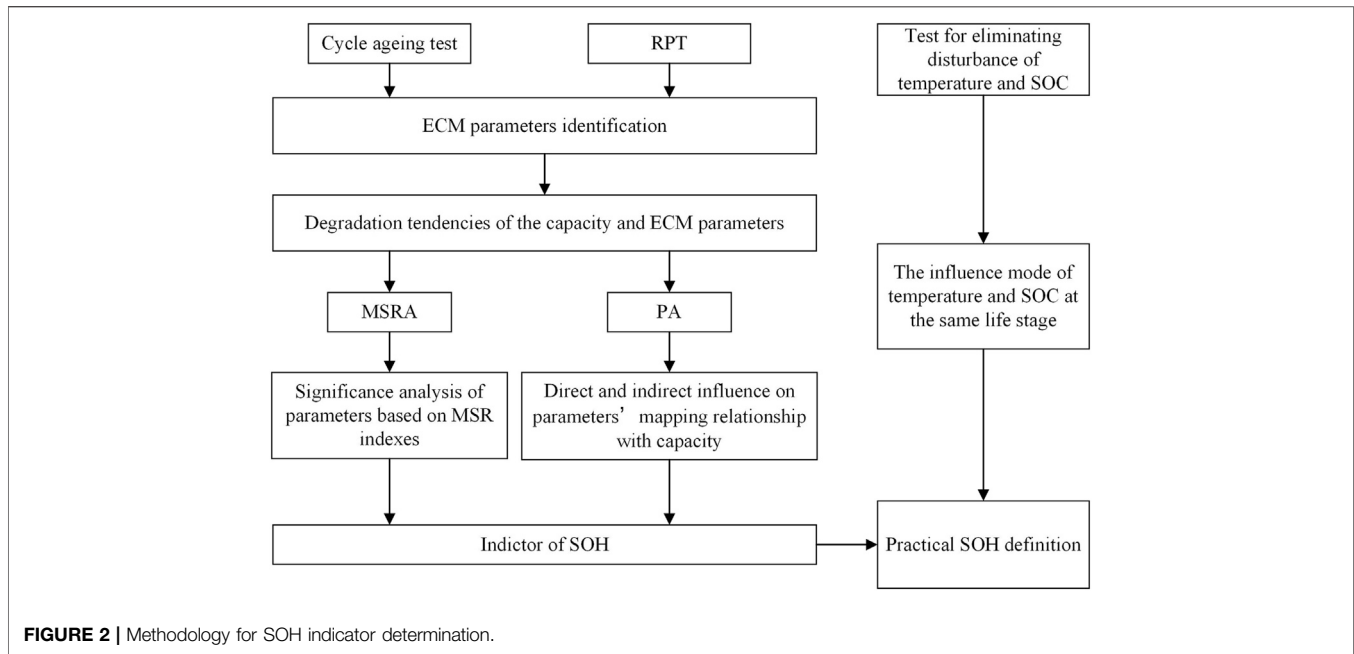 Cycle ageing test
RPT
Test for eliminating
disturbance of
temperature and SOC
ECM parameters identification
Degradation tendencies of the capacity and ECM parameters
The influence mode of
temperature and SOC at
the same life stage
MSRA
PA
Significance analysis of
parameters based on MSR
indexes
Direct and indirect influence on
parameters’ mapping relationship
with capacity
Indictor of SOH
Practical SOH definition
FIGURE 2 | Methodology for SOH indicator determination.